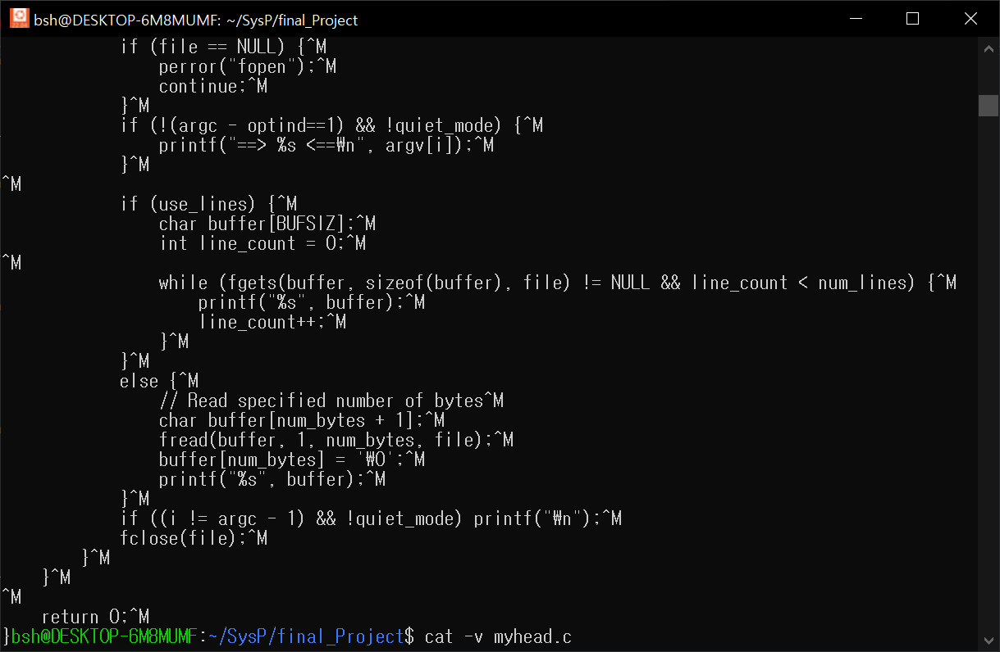 bsh@DESKTOP-6M8MUMF: ~/SysP/final_Project
            if (file == NULL) {^M
                perror("fopen");^M
                continue;^M
            }^M
            if (!(argc - optind==1) && !quiet_mode) {^M
                printf("==> %s <==₩n", argv[i]);^M
            }^M
^M
            if (use_lines) {^M
                char buffer[BUFSIZ];^M
                int line_count = 0;^M
^M
                while (fgets(buffer, sizeof(buffer), file) != NULL && line_count < num_lines) {^M
                    printf("%s", buffer);^M
                    line_count++;^M
                }^M
            }^M
            else {^M
                // Read specified number of bytes^M
                char buffer[num_bytes + 1];^M
                fread(buffer, 1, num_bytes, file);^M
                buffer[num_bytes] = '₩0';^M
                printf("%s", buffer);^M
            }^M
            if ((i != argc - 1) && !quiet_mode) printf("₩n");^M
            fclose(file);^M
        }^M
    }^M
^M
    return 0;^M
}bsh@DESKTOP-6M8MUMF:~/SysP/final_Project$ cat -v myhead.c